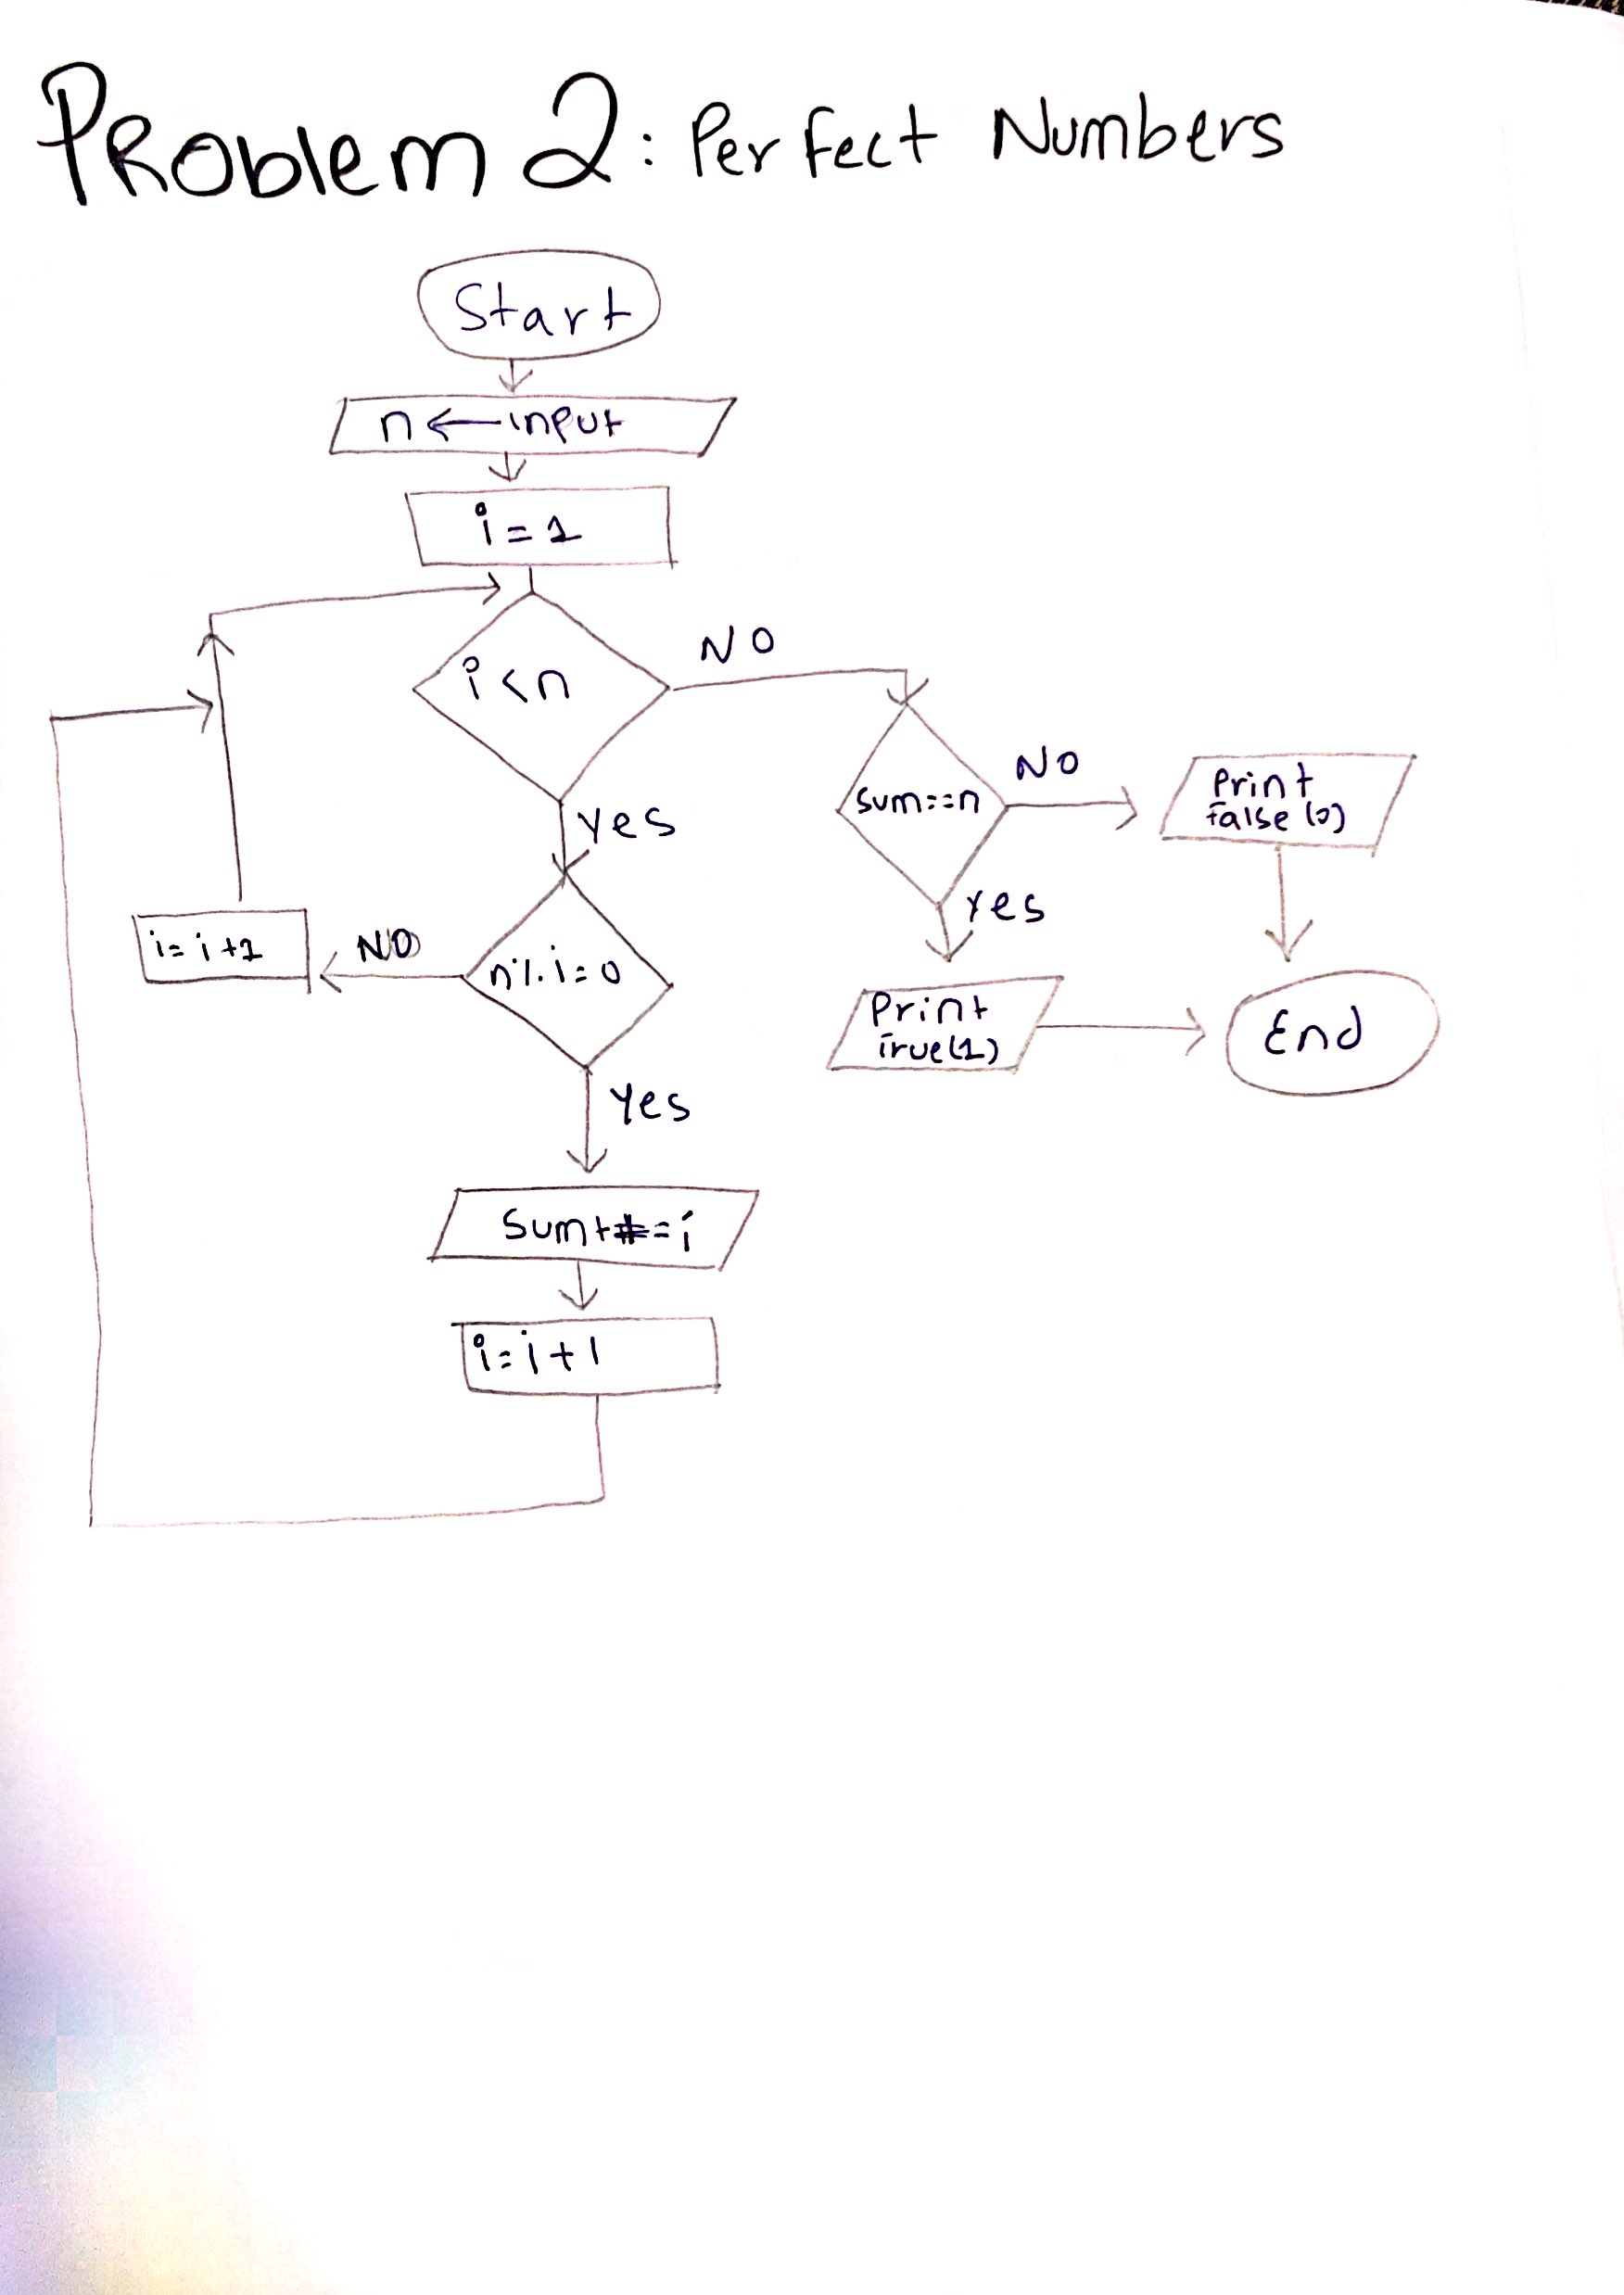 PRoblem 2: Perfect Numbers
Start
n ← input
i = 1
i < n
NO
Yes
sum==n
NO
Print
false (0)
Yes
Print
True(1)
End
n % i = 0
NO
i = i +1
Yes
Sum+ = i
i = i + 1